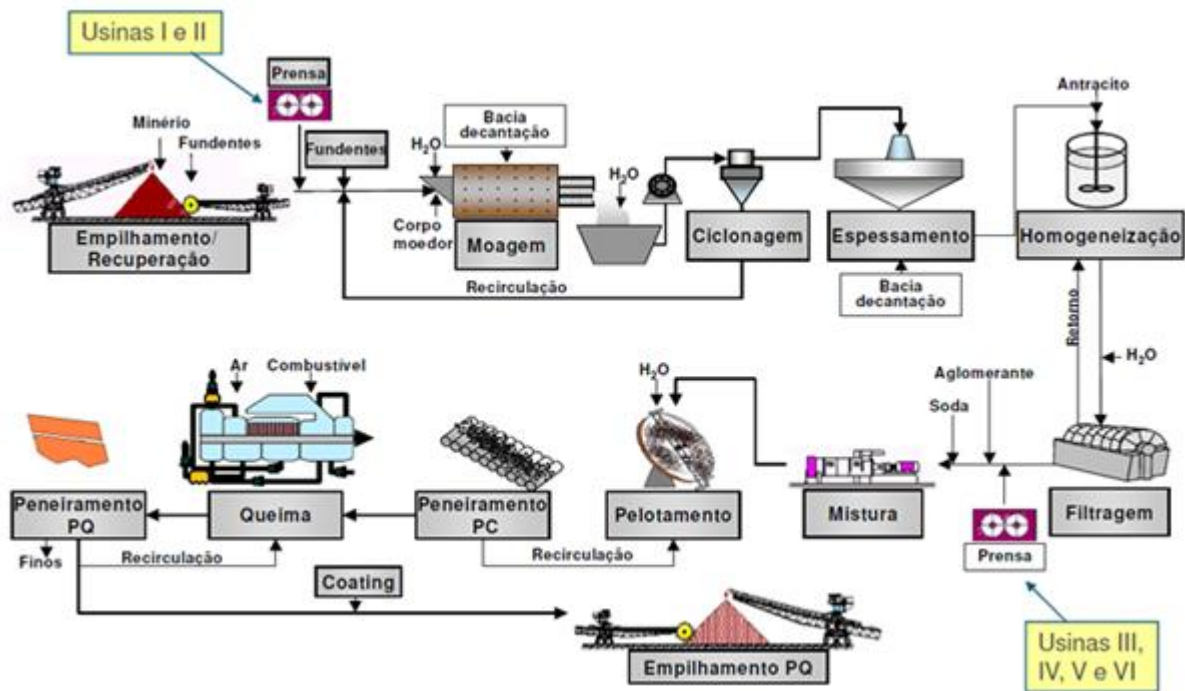 Usinas I e II
Prensa
Minério
Fundentes
Empilhamento/
Recuperação
Fundentes
H2O
Corpo
moedor
Bacia
decantação
Moagem
H2O
Recirculação
Ciclonagem
Espessamento
Bacia
decantação
Antracito
Homogeneização
Retorno
H2O
Filtragem
Aglomerante
Soda
Prensa
Usinas III,
IV, V e VI
Mistura
H2O
Pelotamento
Recirculação
Peneiramento
PC
Ar
Combustível
Queima
Recirculação
Peneiramento
PQ
Finos
Coating
Empilhamento PQ